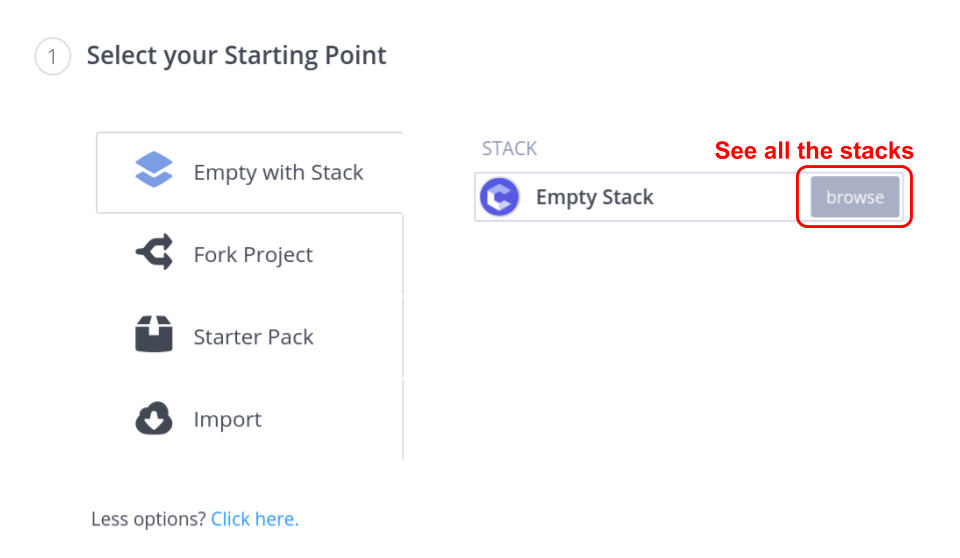 1 Select your Starting Point
Empty with Stack
Fork Project
Starter Pack
Import
STACK
See all the stacks
Empty Stack
browse
Less options? Click here.